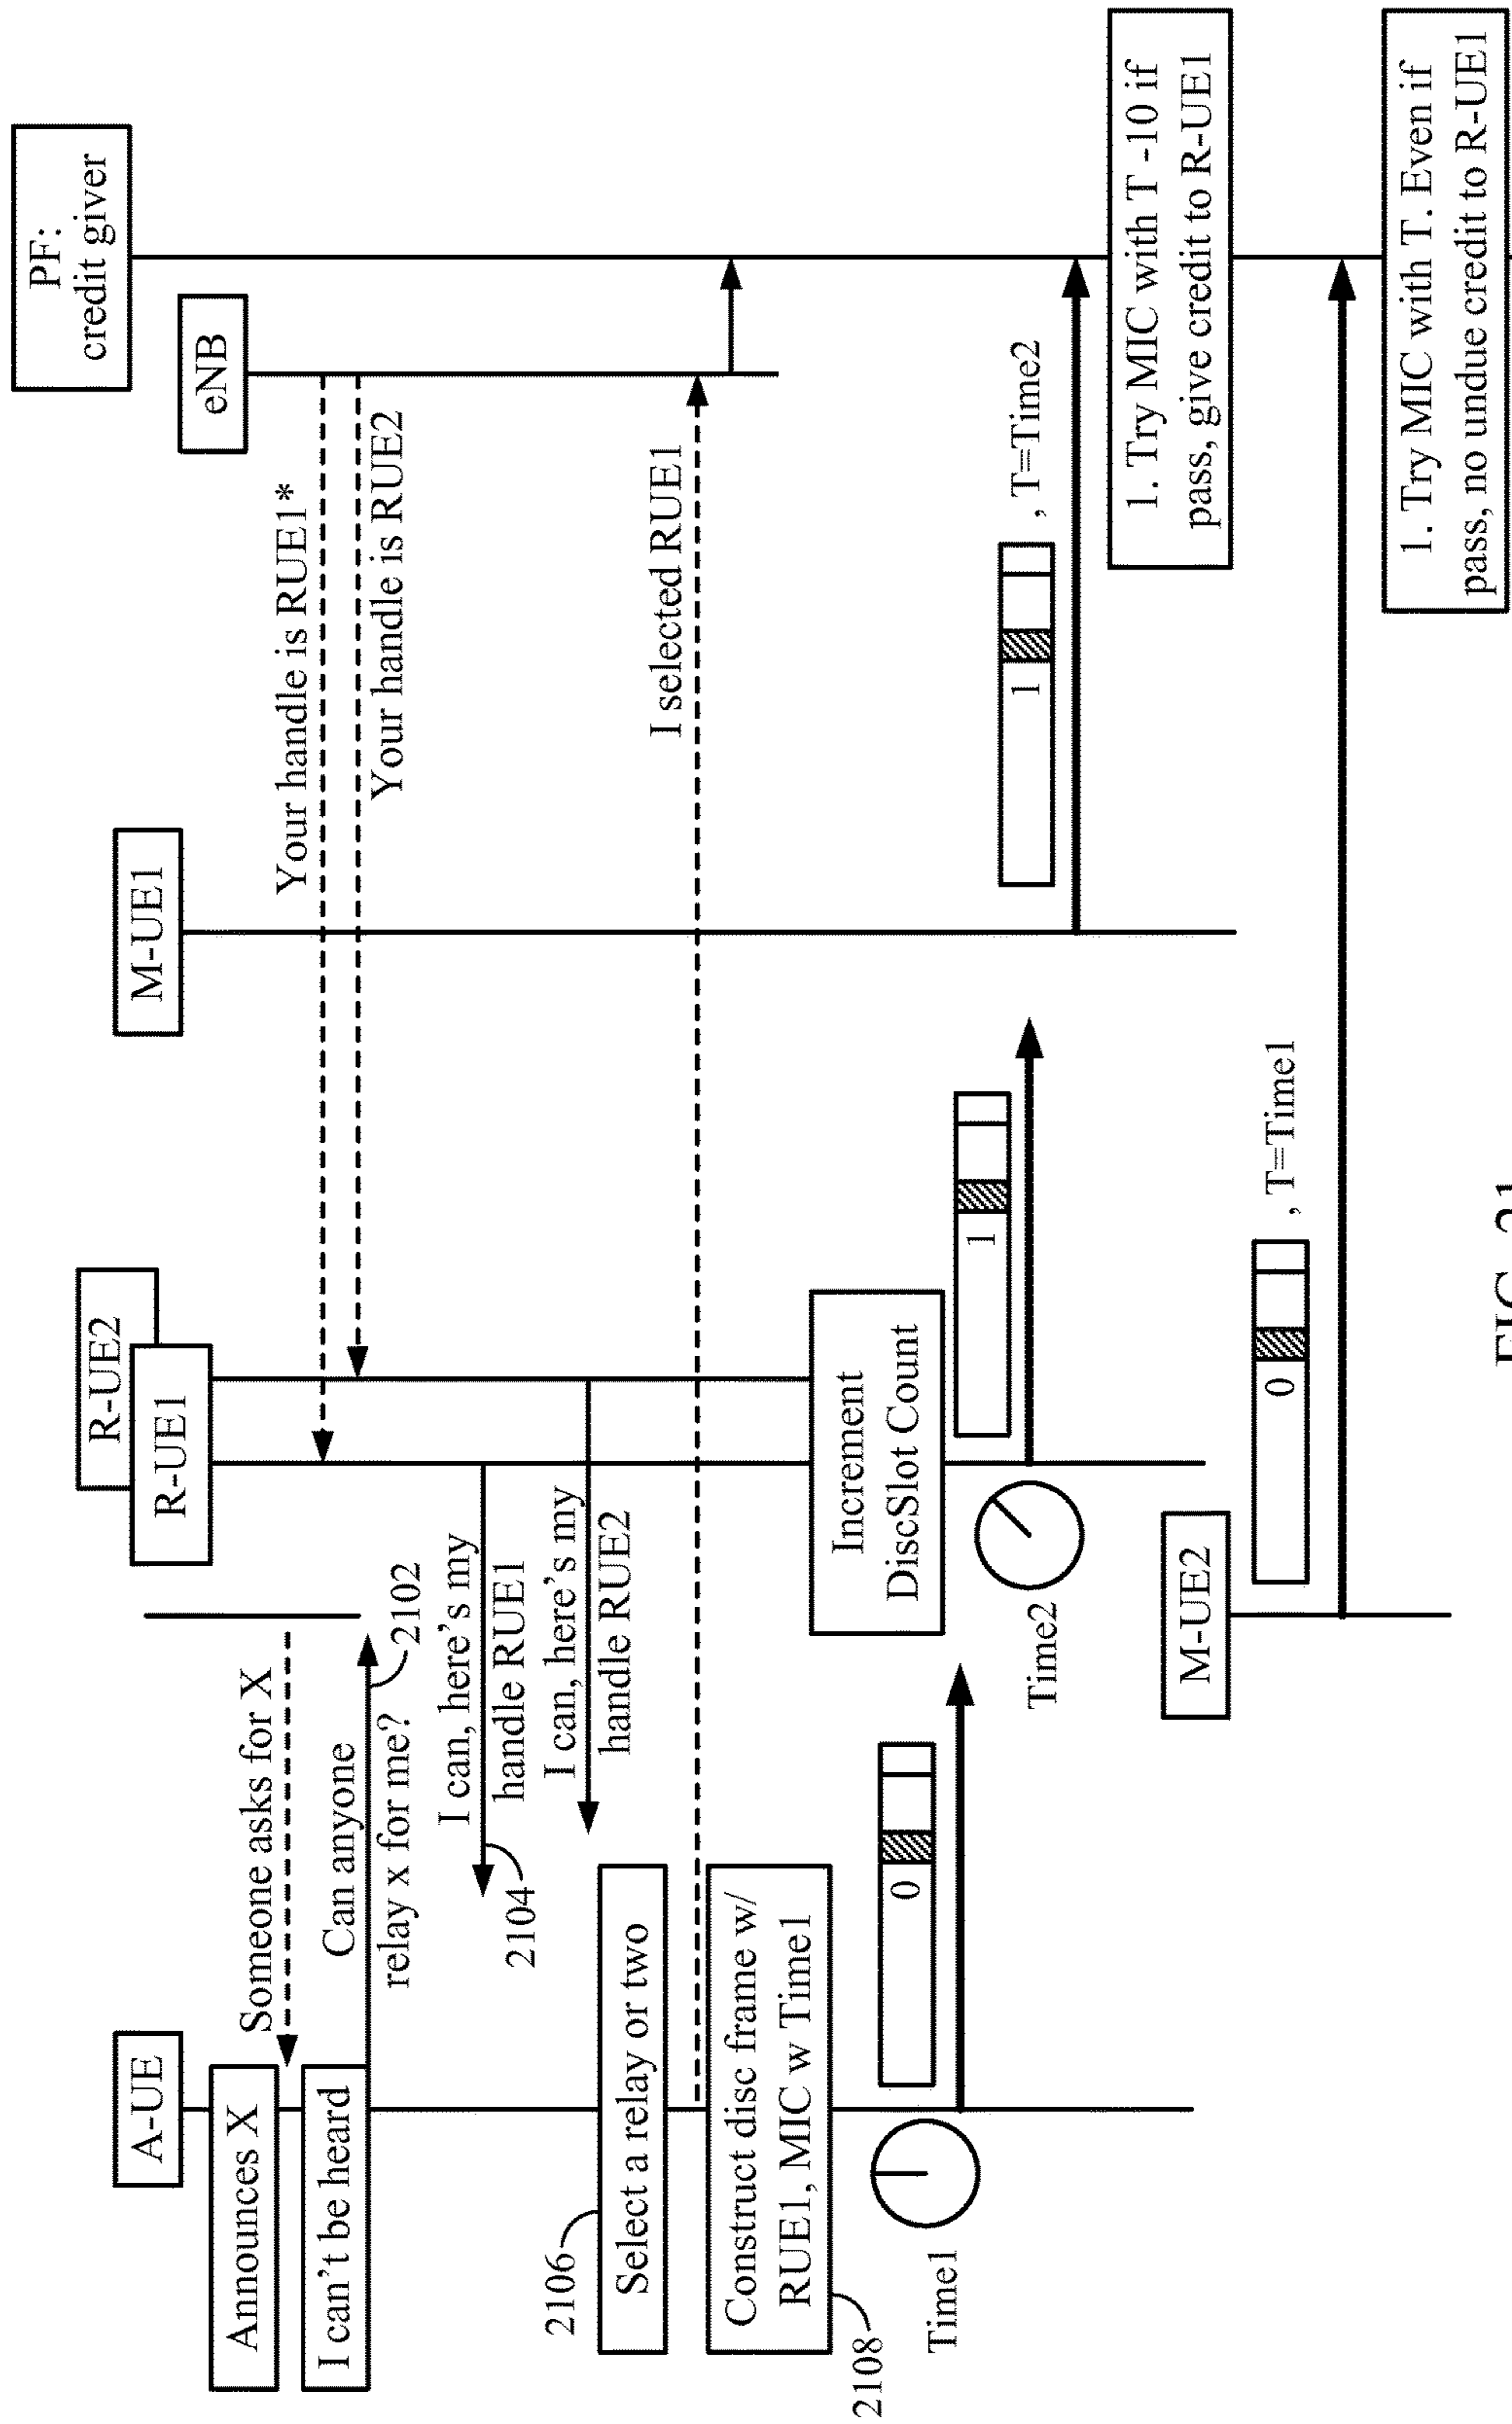 PF:
credit giver
eNB
M-UE1
R-UE2
R-UE1
A-UE
Announces X
Someone asks for X
I can't be heard
Can anyone
relay x for me?
2102
Your handle is RUE1*
Your handle is RUE2
I can, here's my
handle RUE1
2104
I can, here's my
handle RUE2
2106
Select a relay or two
I selected RUE1
Construct disc frame w/
RUE1, MIC w Time1
2108
Time1
0
Increment
DiscSlot Count
Time2
1
1
, T=Time2
1. Try MIC with T -10 if
pass, give credit to R-UE1
M-UE2
0
, T=Time1
1. Try MIC with T. Even if
pass, no undue credit to R-UE1
FIG. 21